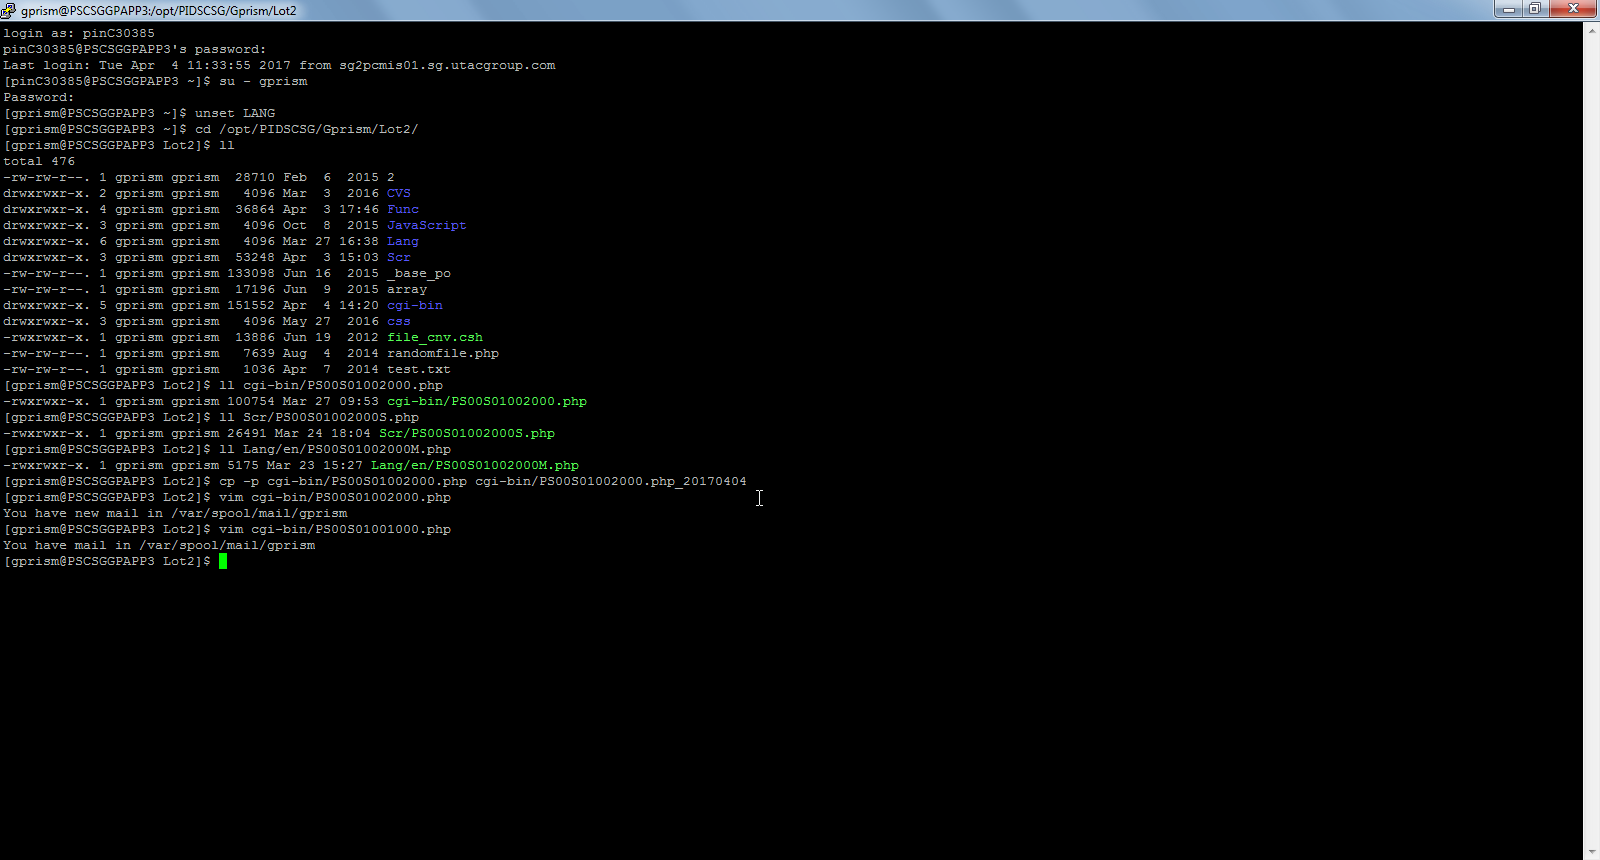 gprism@PSCSGGPAPP3:/opt/PIDSCSG/Gprism/Lot2
login as: pinC30385
pinC30385@PSCSGGPAPP3's password:
Last login: Tue Apr  4 11:33:55 2017 from sg2pcmis01.sg.utacgroup.com
[pinC30385@PSCSGGPAPP3 ~]$ su - gprism
Password:
[gprism@PSCSGGPAPP3 ~]$ unset LANG
[gprism@PSCSGGPAPP3 ~]$ cd /opt/PIDSCSG/Gprism/Lot2/
[gprism@PSCSGGPAPP3 Lot2]$ ll
total 476
-rw-rw-r--. 1 gprism gprism  28710 Feb  6  2015 2
drwxrwxr-x. 2 gprism gprism   4096 Mar  3  2016 CVS
drwxrwxr-x. 4 gprism gprism  36864 Apr  3 17:46 Func
drwxrwxr-x. 3 gprism gprism   4096 Oct  8  2015 JavaScript
drwxrwxr-x. 6 gprism gprism   4096 Mar 27 16:38 Lang
drwxrwxr-x. 3 gprism gprism  53248 Apr  3 15:03 Scr
-rw-rw-r--. 1 gprism gprism 133098 Jun 16  2015 _base_po
-rw-rw-r--. 1 gprism gprism  17196 Jun  9  2015 array
drwxrwxr-x. 5 gprism gprism 151552 Apr  4 14:20 cgi-bin
drwxrwxr-x. 3 gprism gprism   4096 May 27  2016 css
-rwxrwxr-x. 1 gprism gprism  13886 Jun 19  2012 file_cnv.csh
-rw-rw-r--. 1 gprism gprism   7639 Aug  4  2014 randomfile.php
-rw-rw-r--. 1 gprism gprism   1036 Apr  7  2014 test.txt
[gprism@PSCSGGPAPP3 Lot2]$ ll cgi-bin/PS00S01002000.php
-rwxrwxr-x. 1 gprism gprism 100754 Mar 27 09:53 cgi-bin/PS00S01002000.php
[gprism@PSCSGGPAPP3 Lot2]$ ll Scr/PS00S01002000S.php
-rwxrwxr-x. 1 gprism gprism 26491 Mar 24 18:04 Scr/PS00S01002000S.php
[gprism@PSCSGGPAPP3 Lot2]$ ll Lang/en/PS00S01002000M.php
-rwxrwxr-x. 1 gprism gprism 5175 Mar 23 15:27 Lang/en/PS00S01002000M.php
[gprism@PSCSGGPAPP3 Lot2]$ cp -p cgi-bin/PS00S01002000.php cgi-bin/PS00S01002000.php_20170404
[gprism@PSCSGGPAPP3 Lot2]$ vim cgi-bin/PS00S01002000.php
You have new mail in /var/spool/mail/gprism
[gprism@PSCSGGPAPP3 Lot2]$ vim cgi-bin/PS00S01001000.php
You have mail in /var/spool/mail/gprism
[gprism@PSCSGGPAPP3 Lot2]$